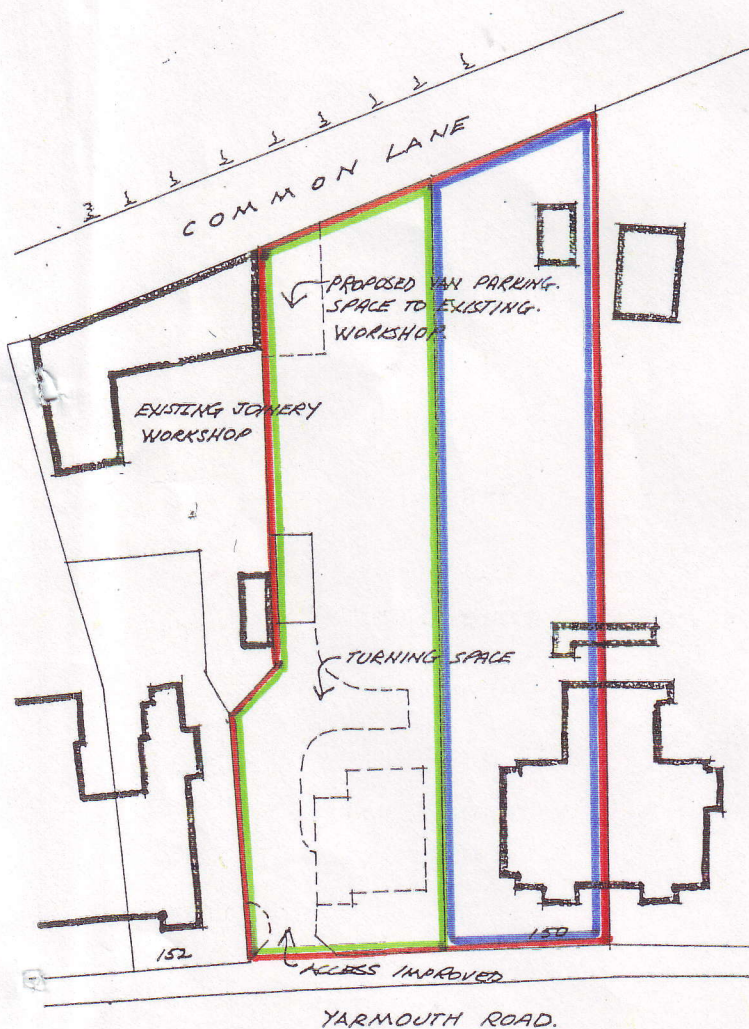 COMMON LANE
PROPOSED VAN PARKING.
SPACE TO EXISTING.
WORKSHOP.
EXISTING JOINERY
WORKSHOP
TURNING SPACE
152
150
ACCESS IMPROVED
YARMOUTH ROAD.